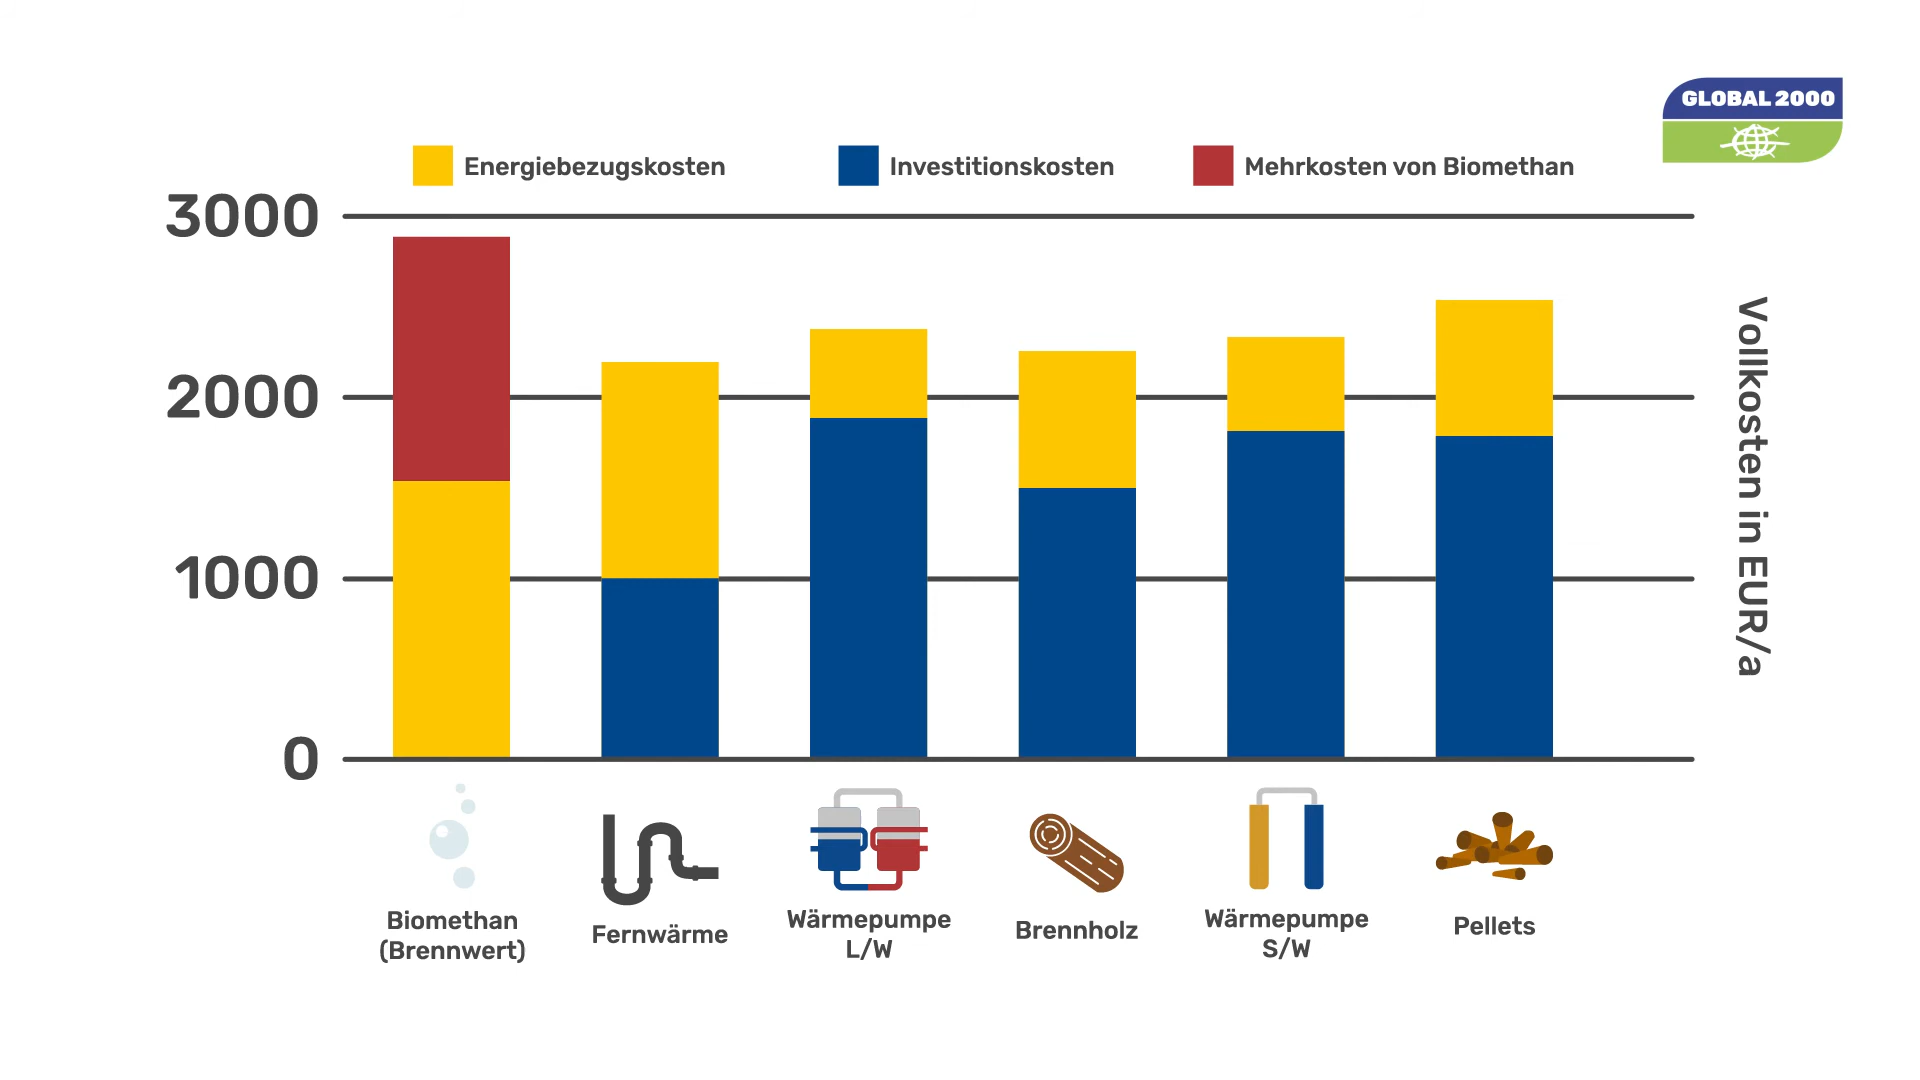 GLOBAL 2000
Energiebezugskosten
Investitionskosten
Mehrkosten von Biomethan
3000
2000
1000
0
Vollkosten in EUR/a
Biomethan
(Brennwert)
Fernwärme
Wärmepumpe
L/W
Brennholz
Wärmepumpe
S/W
Pellets